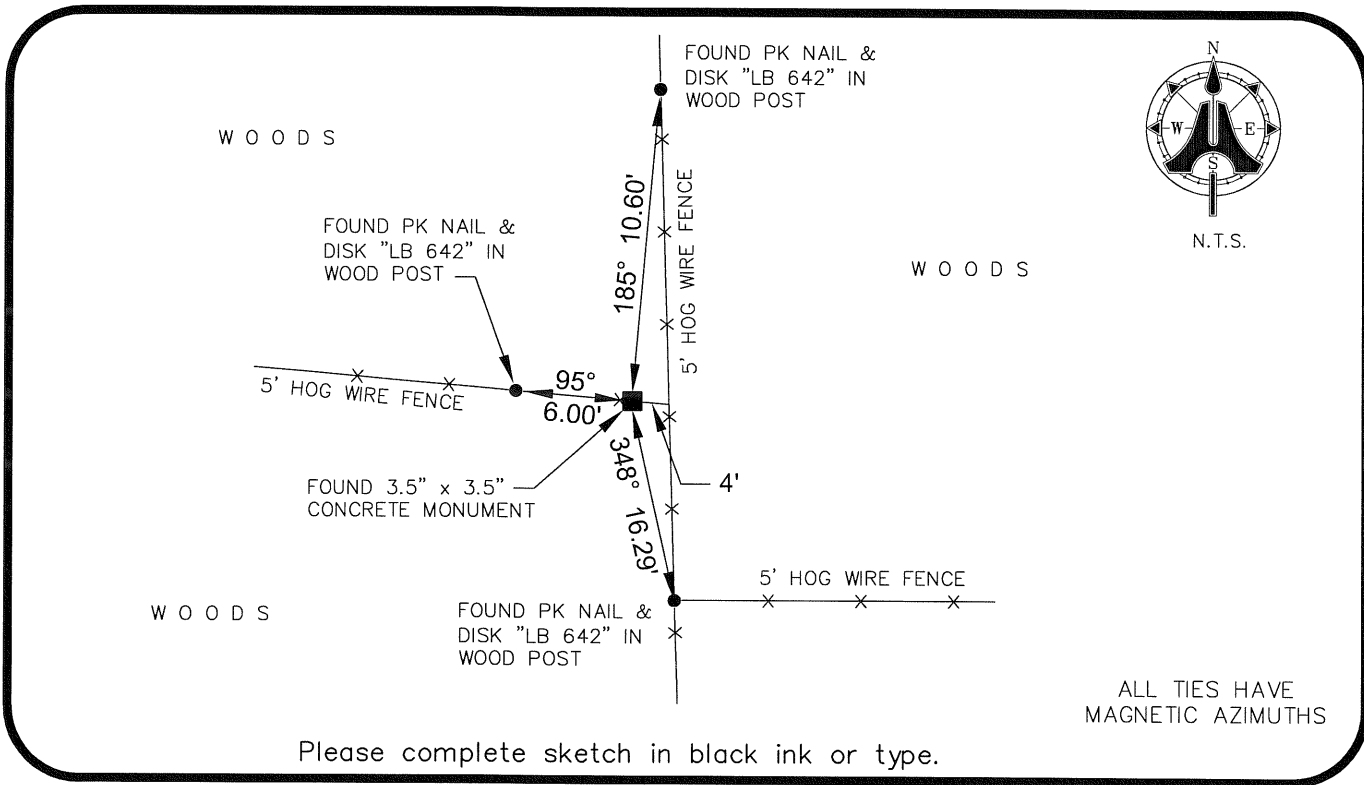 FOUND PK NAIL &
DISK "LB 642" IN
WOOD POST
N
W
E
S
N.T.S.
WOODS
FOUND PK NAIL &
DISK "LB 642" IN
WOOD POST
185° 10.60'
5' HOG WIRE FENCE
WOODS
5' HOG WIRE FENCE
95°
6.00'
FOUND 3.5" x 3.5"
CONCRETE MONUMENT
348° 16.29'
4'
5' HOG WIRE FENCE
WOODS
FOUND PK NAIL &
DISK "LB 642" IN
WOOD POST
ALL TIES HAVE
MAGNETIC AZIMUTHS
Please complete sketch in black ink or type.